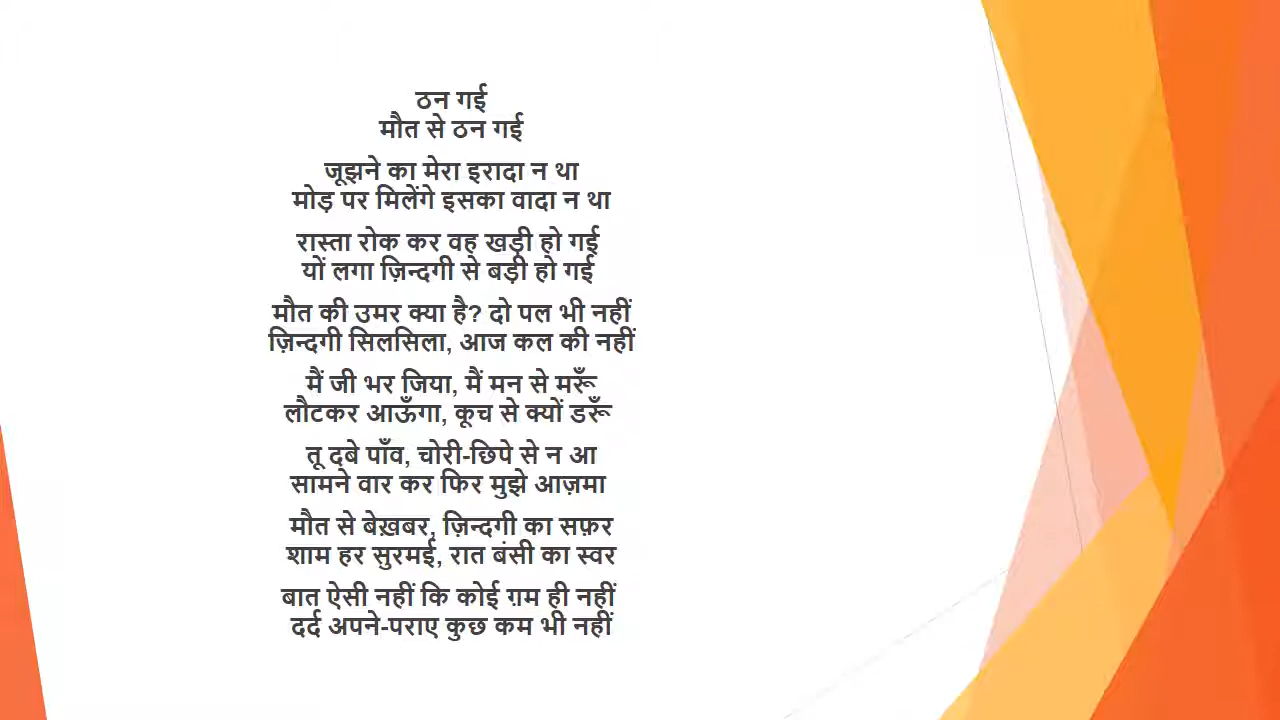 ठन गई
मौत से ठन गई
जूझने का मेरा इरादा न था
मोड़ पर मिलेंगे इसका वादा न था
रास्ता रोक कर वह खड़ी हो गई
यों लगा ज़िन्दगी से बड़ी हो गई
मौत की उमर क्या है? दो पल भी नहीं
ज़िन्दगी सिलसिला, आज कल की नहीं
मैं जी भर जिया, मैं मन से मरूँ
लौटकर आऊँगा, कूच से क्यों डरूँ
तू दबे पाँव, चोरी-छिपे से न आ
सामने वार कर फिर मुझे आज़मा
मौत से बेख़बर, ज़िन्दगी का सफ़र
शाम हर सुरमई, रात बंसी का स्वर
बात ऐसी नहीं कि कोई ग़म ही नहीं
दर्द अपने-पराए कुछ कम भी नहीं